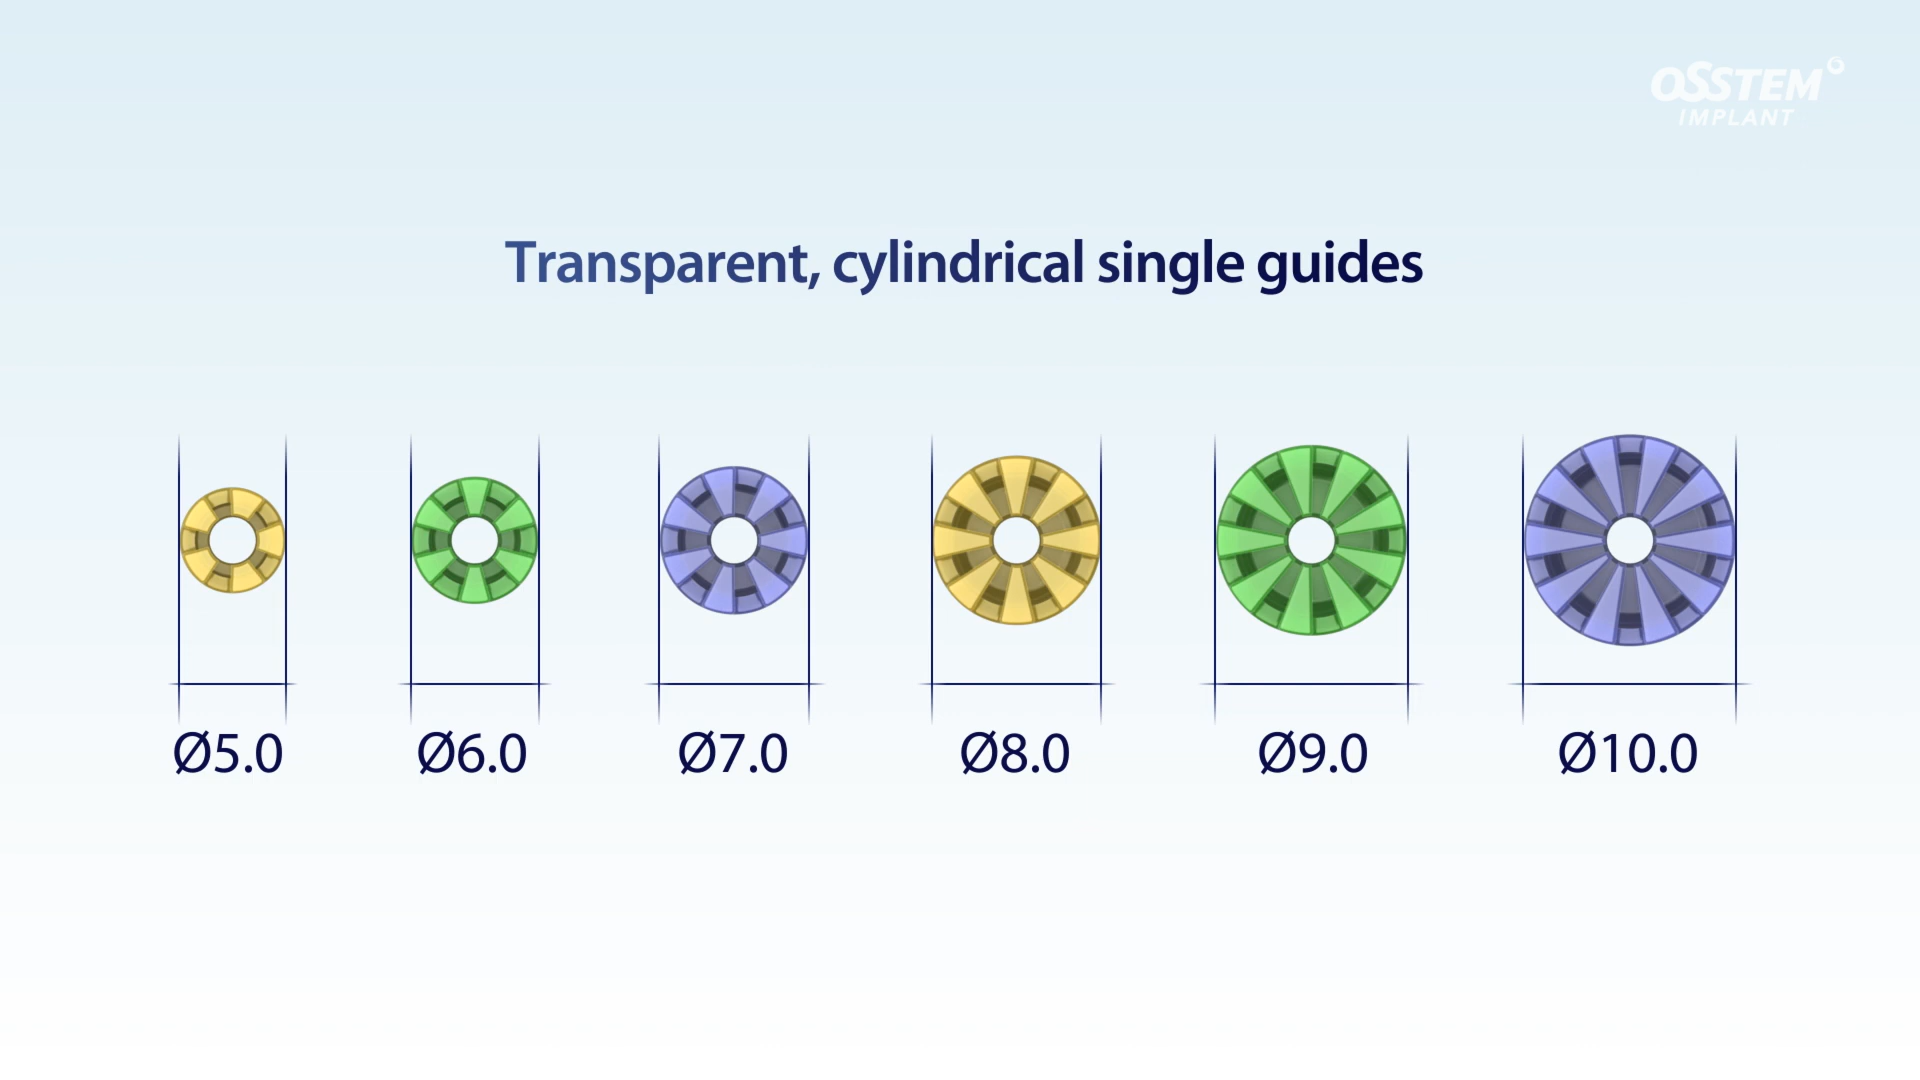 OSSTEM
IMPLANT
Transparent, cylindrical single guides
Ø5.0 Ø6.0 Ø7.0 Ø8.0 Ø9.0 Ø10.0